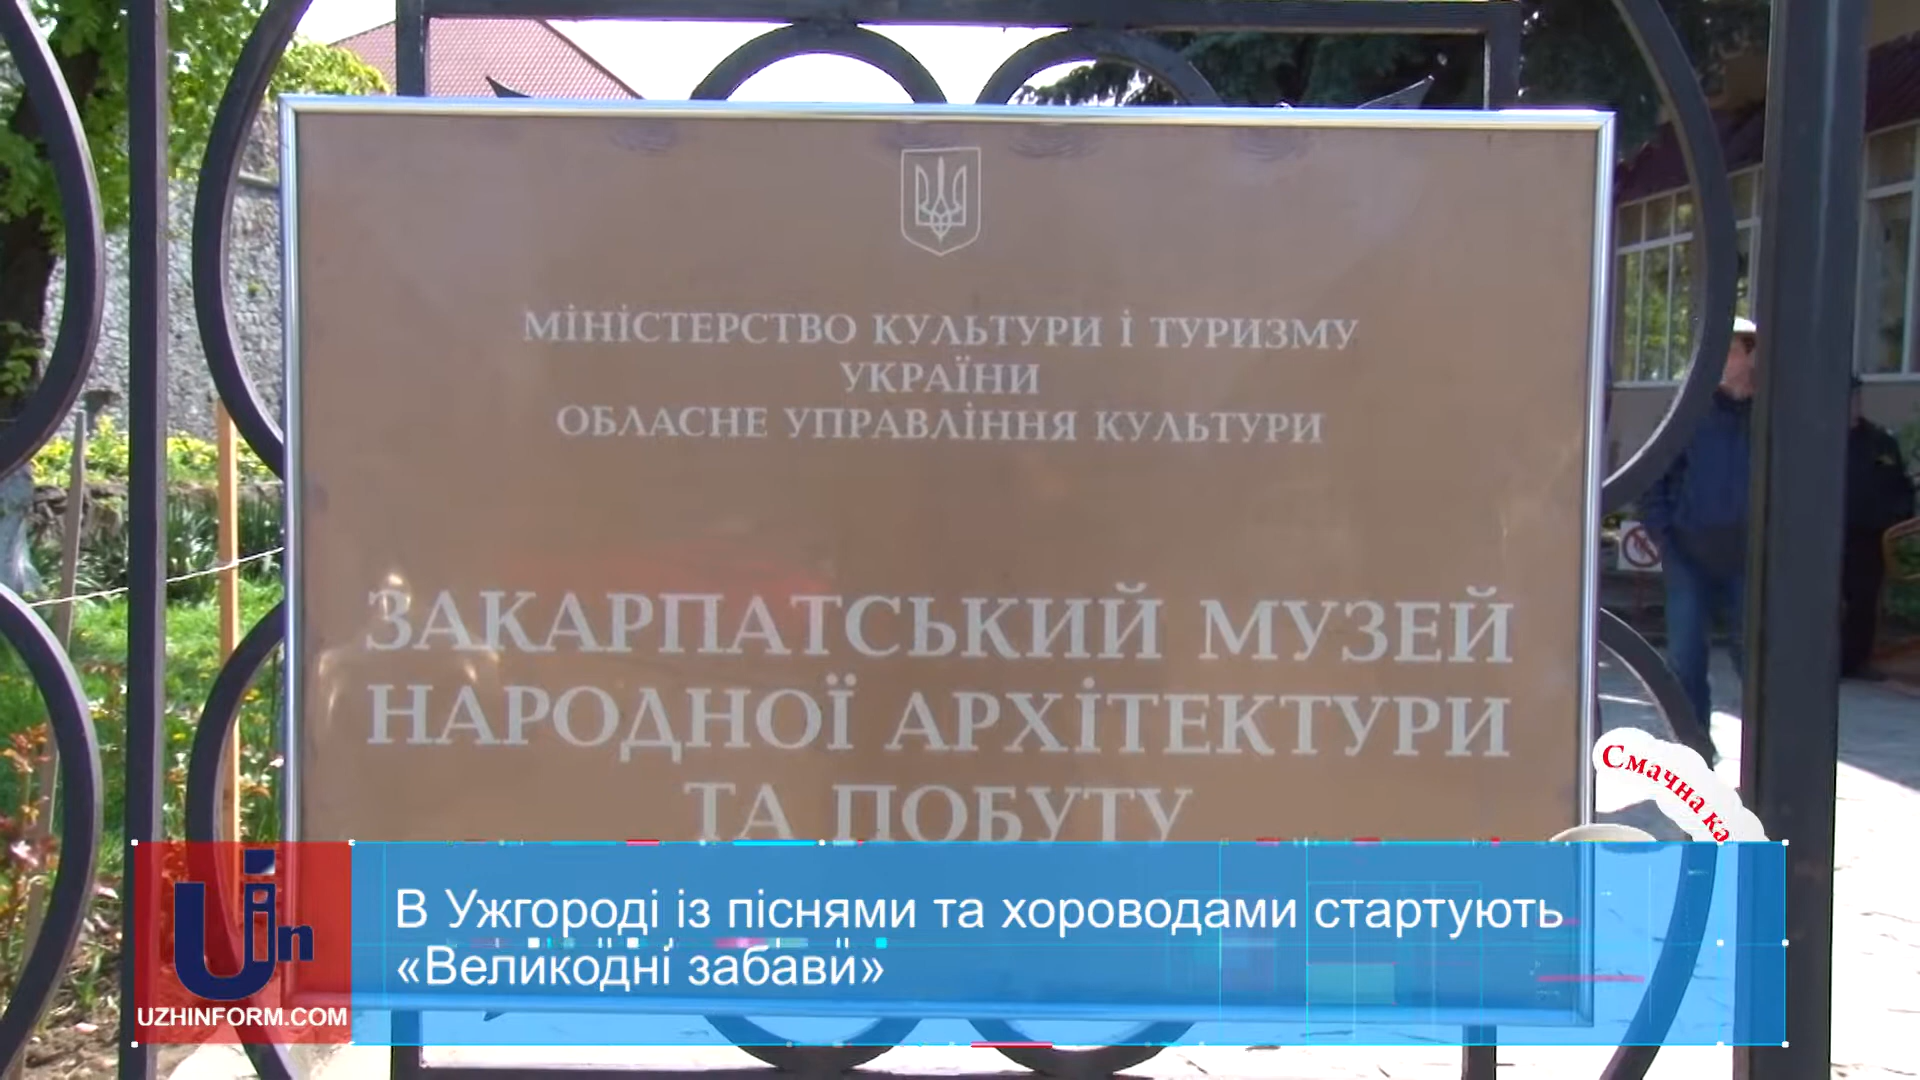 МІНІСТЕРСТВО КУЛЬТУРИ І ТУРИЗМУ
УКРАЇНИ
ОБЛАСНЕ УПРАВЛІННЯ КУЛЬТУРИ
ЗАКАРПАТСЬКИЙ МУЗЕЙ
НАРОДНОЇ АРХІТЕКТУРИ
ТА ПОБУТУ
Смачна
Uin
UZHINFORM.COM
В Ужгороді із піснями та хороводами стартують
«Великодні забави»